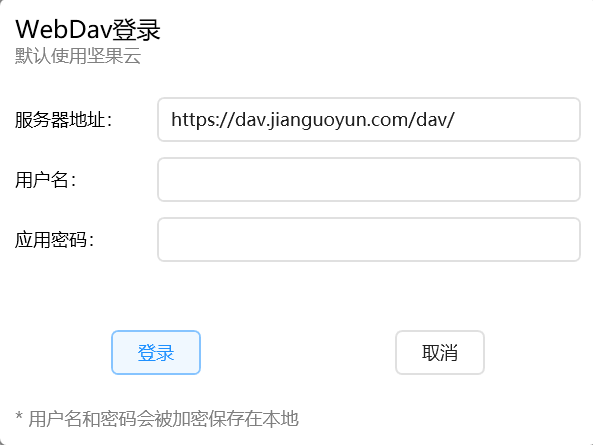 WebDav登录
默认使用坚果云
服务器地址：
https://dav.jianguoyun.com/dav/
用户名：
应用密码：
登录
取消
* 用户名和密码会被加密保存在本地